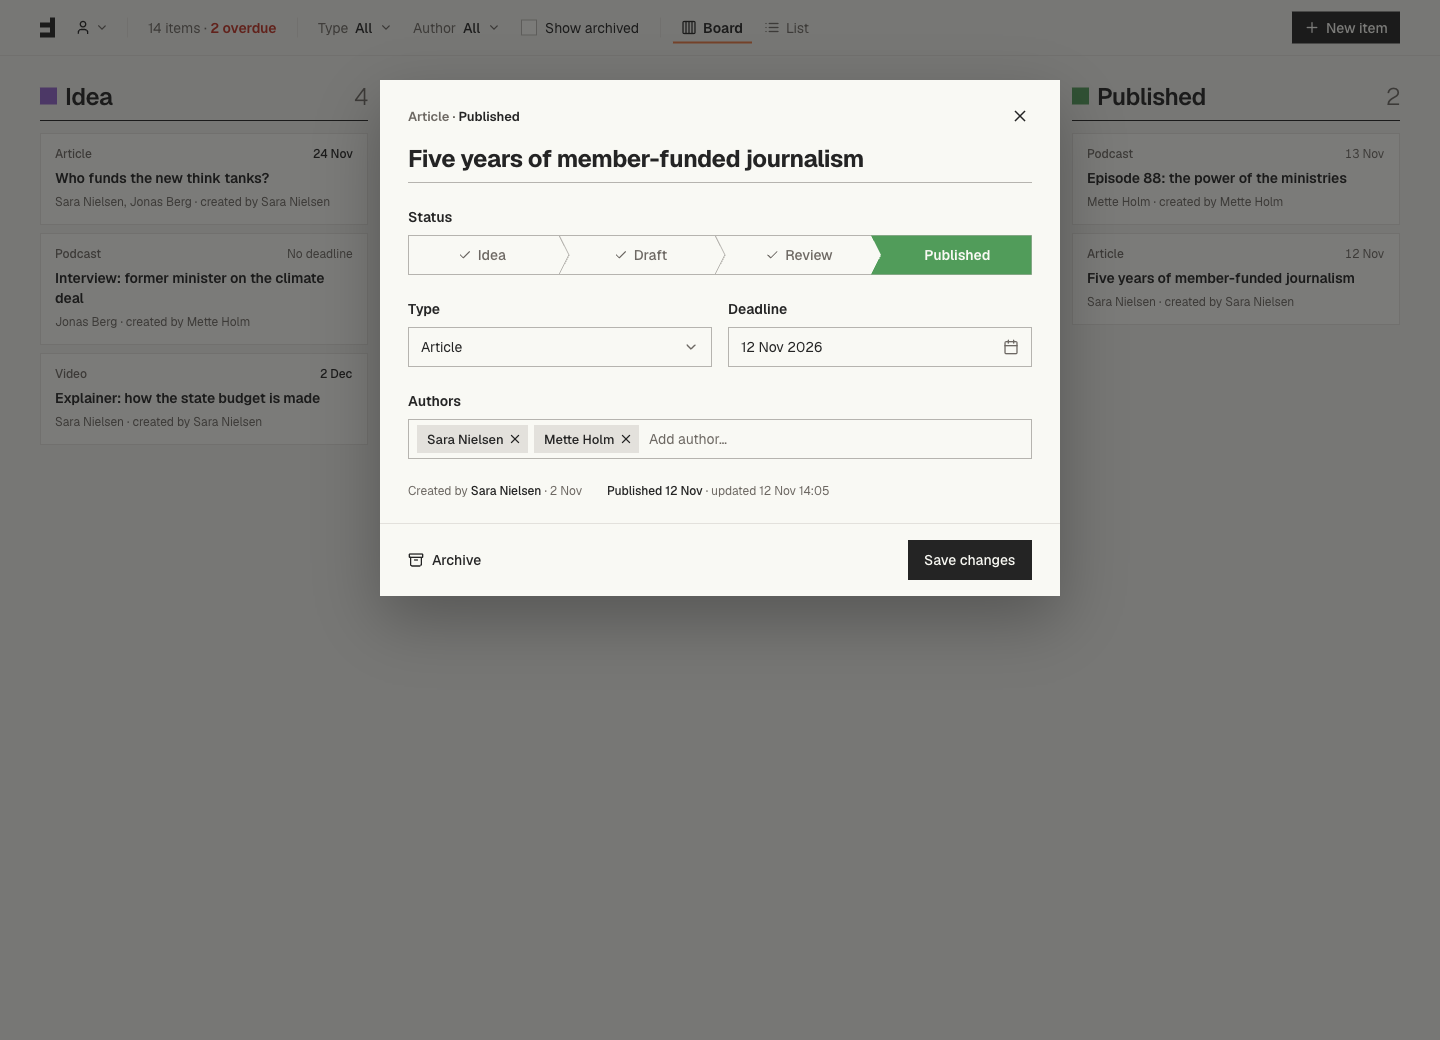 14 items · 2 overdue
Type All
Author All
Show archived
Board
List
New item
Idea 4
Article 24 Nov
Who funds the new think tanks?
Sara Nielsen, Jonas Berg · created by Sara Nielsen
Podcast No deadline
Interview: former minister on the climate
deal
Jonas Berg · created by Mette Holm
Video 2 Dec
Explainer: how the state budget is made
Sara Nielsen · created by Sara Nielsen
Article · Published
Five years of member-funded journalism
Status
Idea
Draft
Review
Published
Type
Article
Deadline
12 Nov 2026
Authors
Sara Nielsen
Mette Holm
Add author...
Created by Sara Nielsen · 2 Nov
Published 12 Nov · updated 12 Nov 14:05
Archive
Save changes
Published 2
Podcast 13 Nov
Episode 88: the power of the ministries
Mette Holm · created by Mette Holm
Article 12 Nov
Five years of member-funded journalism
Sara Nielsen · created by Sara Nielsen